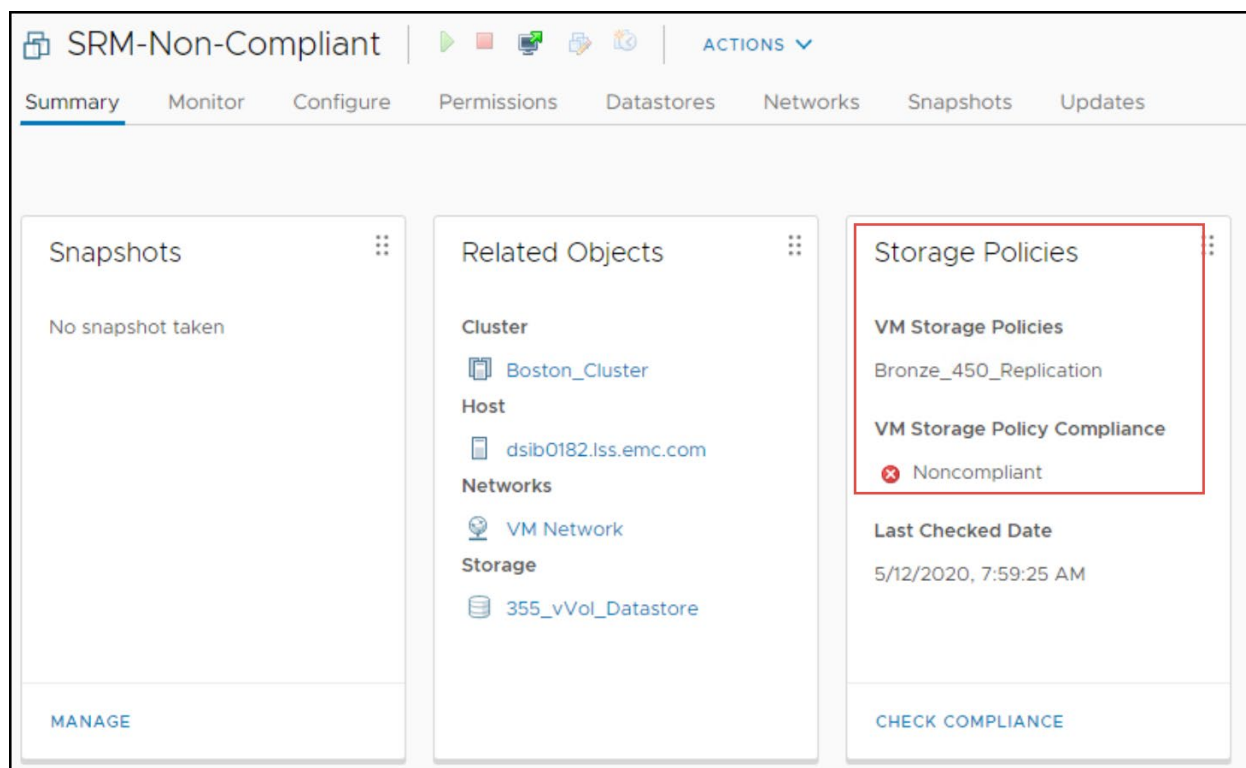 SRM-Non-Compliant
ACTIONS
Summary Monitor Configure Permissions Datastores Networks Snapshots Updates
Snapshots
No snapshot taken
MANAGE
Related Objects
Cluster
Boston_Cluster
Host
dsib0182.lss.emc.com
Networks
VM Network
Storage
355_vVol_Datastore
Storage Policies
VM Storage Policies
Bronze_450_Replication
VM Storage Policy Compliance
Noncompliant
Last Checked Date
5/12/2020, 7:59:25 AM
CHECK COMPLIANCE